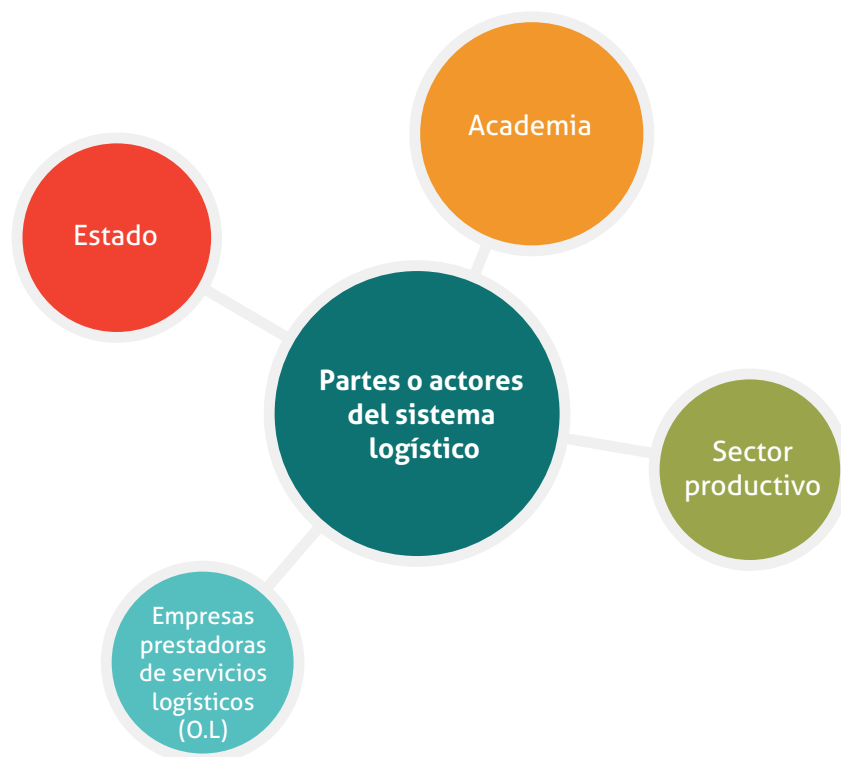 Academia
Estado
Partes o actores
del sistema
logístico
Sector
productivo
Empresas
prestadoras
de servicios
logísticos
(O.L)